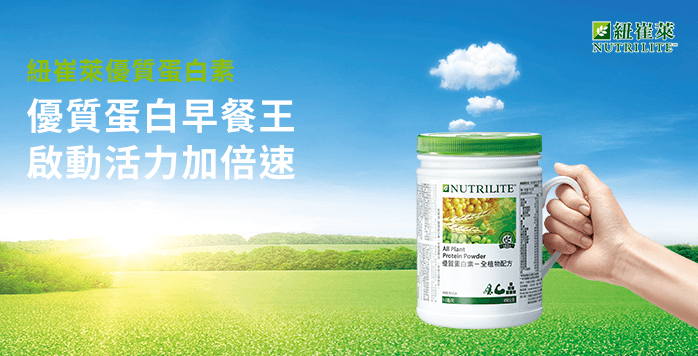 紐崔萊
NUTRILITE™
紐崔萊優質蛋白素
優質蛋白早餐王
啟動活力加倍速
NUTRILITE™
All Plant
Protein Powder
優質蛋白素－全植物配方